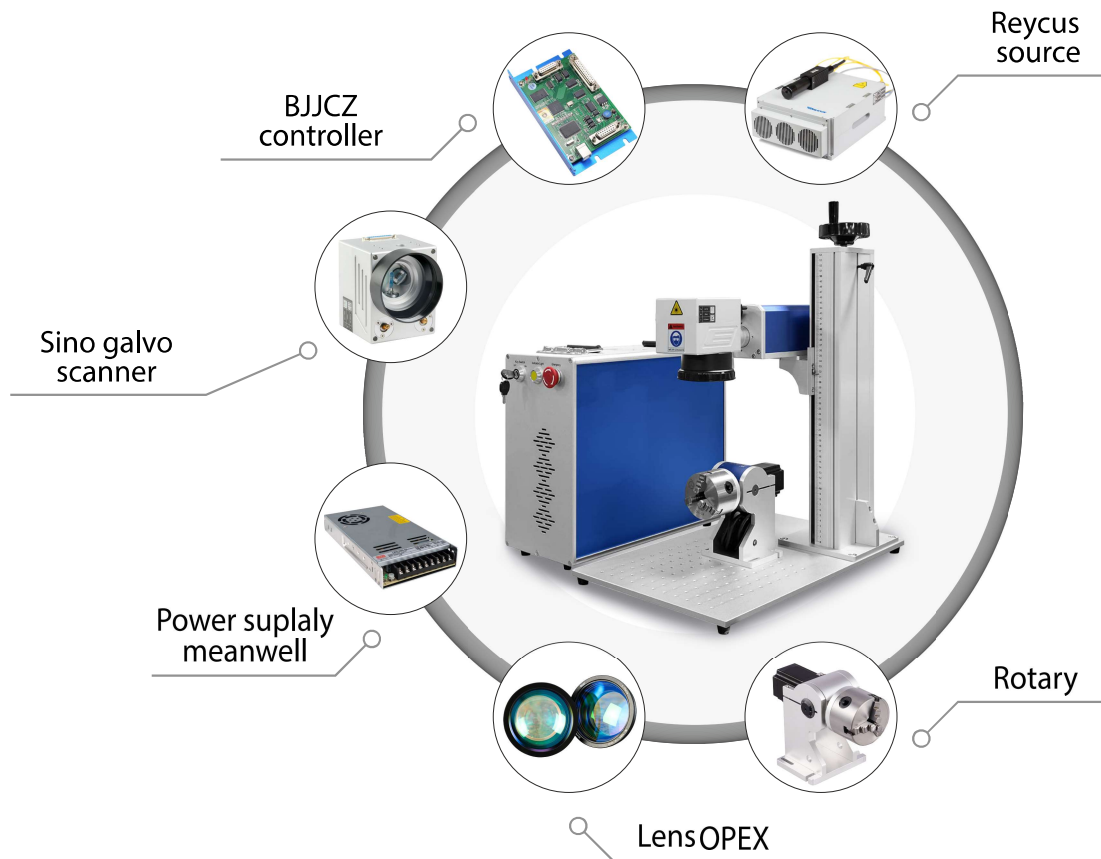 Reycus
source
BJJCZ
controller
Sino galvo
scanner
Power suplaly
meanwell
Rotary
Lens OPEX